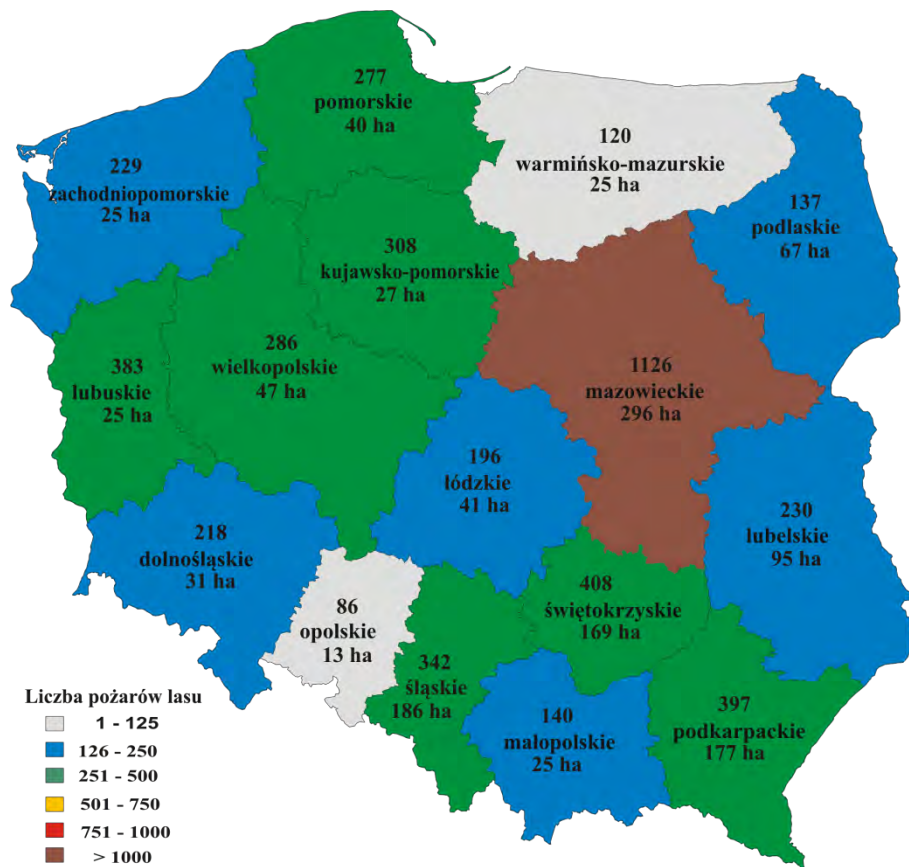 277
pomorskie
40 ha
120
warmińsko-mazurskie
25 ha
229
zachodniopomorskie
25 ha
137
podlaskie
67 ha
308
kujawsko-pomorskie
27 ha
286
wielkopolskie
47 ha
383
lubuskie
25 ha
1126
mazowieckie
296 ha
196
łódzkie
41 ha
230
lubelskie
95 ha
218
dolnośląskie
31 ha
408
świętokrzyskie
169 ha
86
opolskie
13 ha
342
śląskie
186 ha
397
podkarpackie
177 ha
140
małopolskie
25 ha
Liczba pożarów lasu
1 - 125
126 - 250
251 - 500
501 - 750
751 - 1000
> 1000